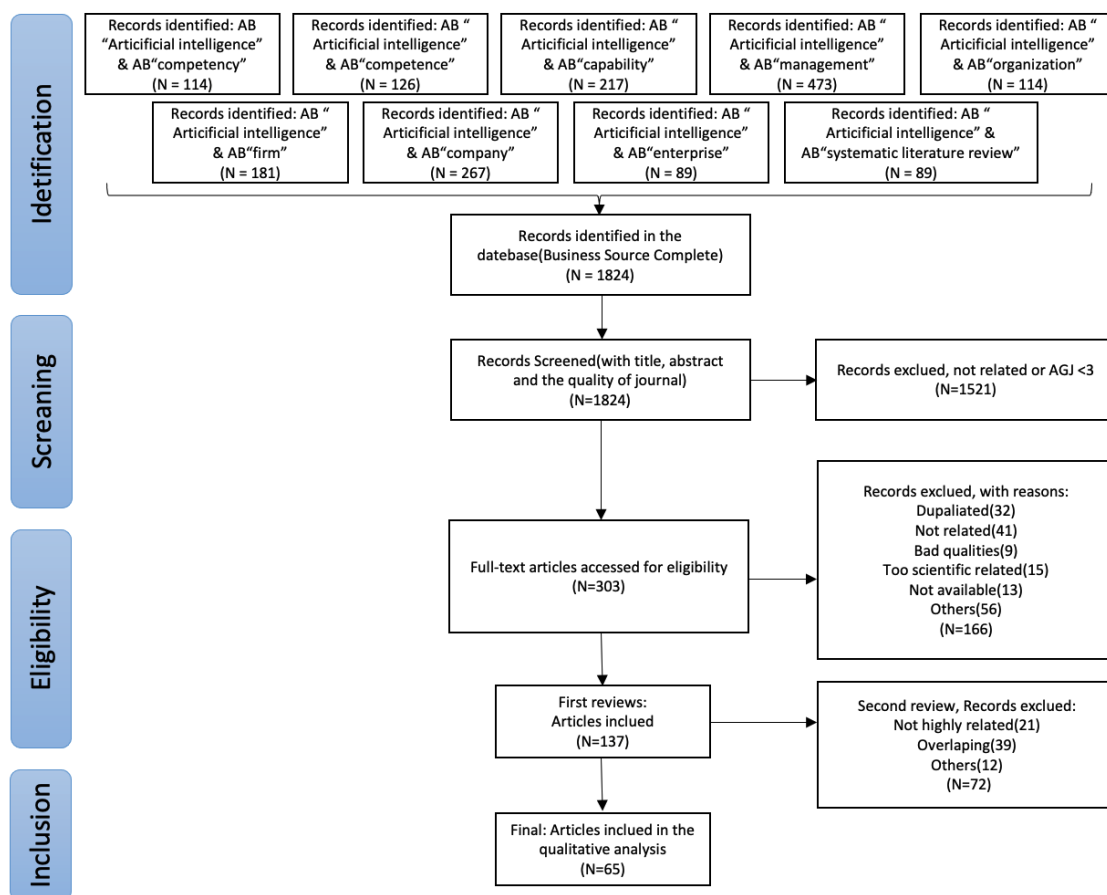 Idetification
Records identified: AB
“Articificial intelligence”
& AB“competency”
(N = 114)
Records identified: AB “
Articificial intelligence”
& AB“competence”
(N = 126)
Records identified: AB “
Articificial intelligence”
& AB“capability”
(N = 217)
Records identified: AB “
Articificial intelligence”
& AB“management”
(N = 473)
Records identified: AB “
Articificial intelligence”
& AB“organization”
(N = 114)
Records identified: AB “
Articificial intelligence”
& AB“firm”
(N = 181)
Records identified: AB “
Articificial intelligence”
& AB“company”
(N = 267)
Records identified: AB “
Articificial intelligence”
& AB“enterprise”
(N = 89)
Records identified: AB “
Articificial intelligence” &
AB“systematic literature review”
(N = 89)
Records identified in the
datebase(Business Source Complete)
(N = 1824)
Screaning
Records Screened(with title, abstract
and the quality of journal)
(N=1824)
Records excluded, not related or AGJ <3
(N=1521)
Eligibility
Full-text articles accessed for eligibility
(N=303)
Records exclued, with reasons:
Dupaliated(32)
Not related(41)
Bad qualities(9)
Too scientific related(15)
Not available(13)
Others(56)
(N=166)
First reviews:
Articles inclued
(N=137)
Second review, Records exclued:
Not highly related(21)
Overlaping(39)
Others(12)
(N=72)
Inclusion
Final: Articles included in the
qualitative analysis
(N=65)